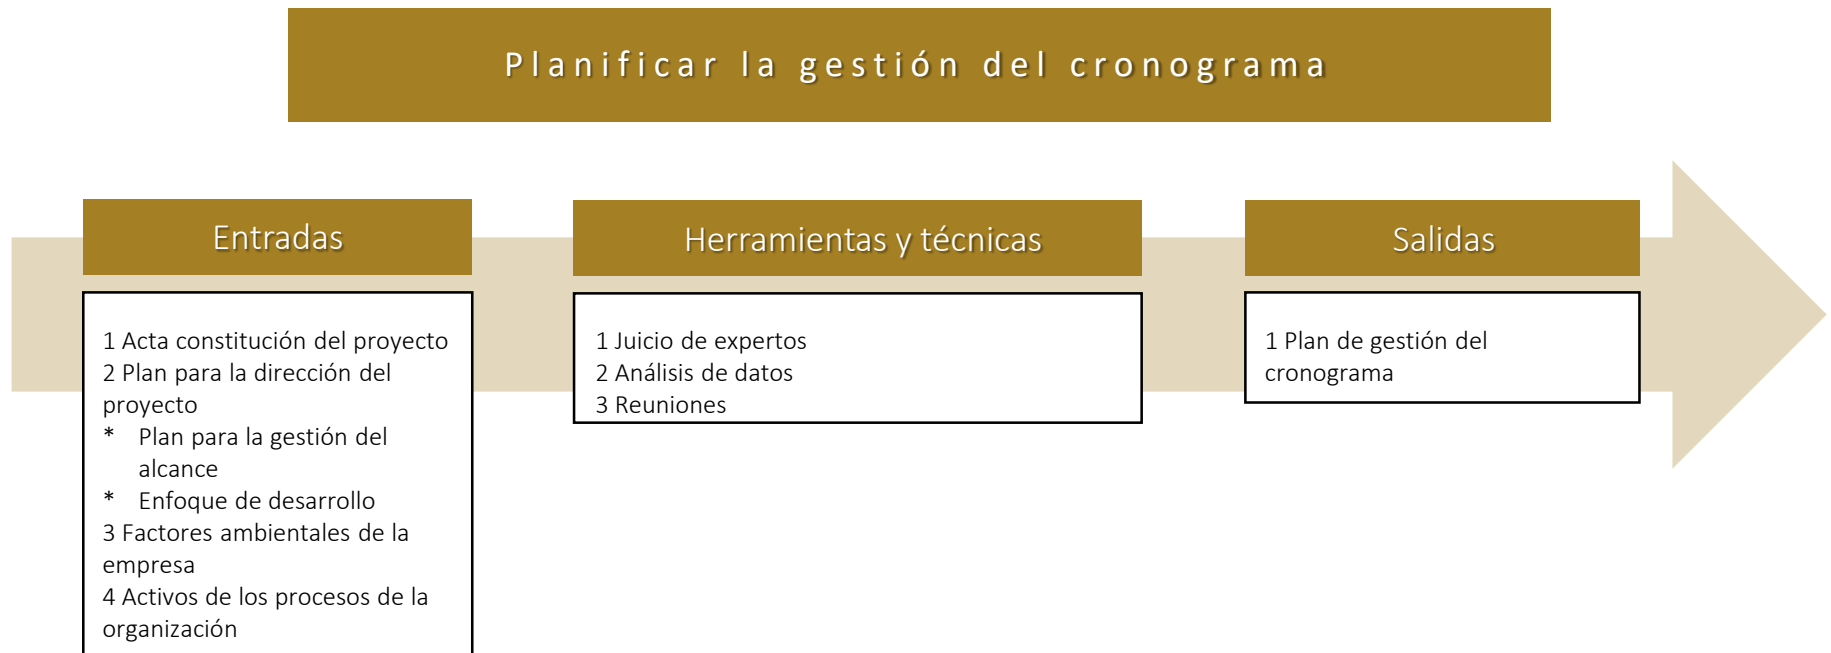 Planificar la gestión del cronograma
Entradas
1 Acta constitución del proyecto
2 Plan para la dirección del
proyecto
* Plan para la gestión del
alcance
* Enfoque de desarrollo
3 Factores ambientales de la
empresa
4 Activos de los procesos de la
organización
Herramientas y técnicas
1 Juicio de expertos
2 Análisis de datos
3 Reuniones
Salidas
1 Plan de gestión del
cronograma